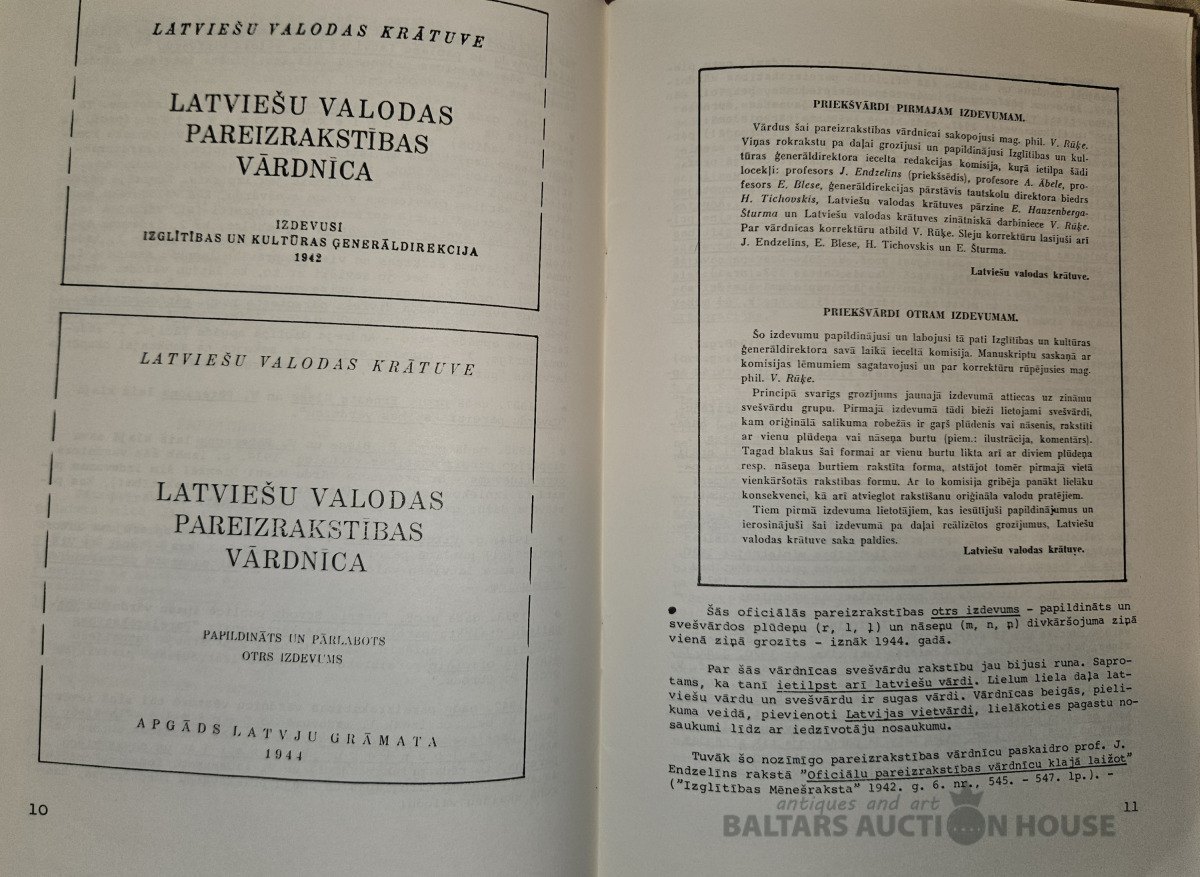 LATVIEŠU VALODAS KRĀTUVE
LATVIEŠU VALODAS
PAREIZRAKSTĪBAS
VĀRDNĪCA
IZDEVUSI
IZGLĪTĪBAS UN KULTŪRAS ĢENERĀLDIREKCIJA
1942
LATVIEŠU VALODAS KRĀTUVE
LATVIEŠU VALODAS
PAREIZRAKSTĪBAS
VĀRDNĪCA
PAPILDINĀTS UN PĀRLABOTS
OTRS IZDEVUMS
APGĀDS LATVJU GRĀMATA
1944
10
PRIEKŠVĀRDI PIRMAJAM IZDEVUMAM.
Vārdus šai pareizrakstības vārdnīcai sakopojusi mag. phil. V. Rūķe.
Viņas rokrakstu pa daļai grozījusi un papildinājusi Izglītības un kul-
tūras ģenerāldirektora iecelta redakcijas komisija, kuŗā ietilpa šādi
locekļi: profesors J. Endzelīns (priekšsēdis), profesore A. Abele, pro-
fesors E. Blese, ģenerāldirekcijas pārstāvis tautskolu direktora biedrs
H. Tichovskis, Latviešu valodas krātuves pārzine E. Hauzenberga-
Šturma un Latviešu valodas krātuves zinātniskā darbiniece V. Rūķe.
Par vārdnīcas korrektūru atbild V. Rūķe. Sleju korrektūru lasījuši arī
J. Endzelīns, E. Blese, H. Tichovskis un E. Šturma.
Latviešu valodas krātuve.
PRIEKŠVĀRDI OTRAM IZDEVUMAM.
Šo izdevumu papildinājusi un labojusi tā pati Izglītības un kultūras
ģenerāldirektora savā laikā ieceltā komisija. Manuskriptu saskaņā ar
komisijas lēmumiem sagatavojusi un par korrektūru rūpējusies mag.
phil. V. Rūķe.
Principā svarīgs grozījums jaunajā izdevumā attiecas uz zināmu
svešvārdu grupu. Pirmajā izdevumā tādi bieži lietojami svešvārdi,
kam oriģinālā salikuma robežās ir gaŗš plūdenis vai nāsenis, rakstīti
ar vienu plūdeņa vai nāseņa burtu (piem.: ilustrācija, komentārs).
Tagad blakus šai formai ar vienu burtu likta arī ar diviem plūdeņa
resp. nāseņa burtiem rakstīta forma, atstājot tomēr pirmajā vietā
vienkāršotās rakstības formu. Ar to komisija gribēja panākt lielāku
konsekvenci, kā arī atvieglot rakstīšanu oriģināla valodu pratējiem.
Tiem pirmā izdevuma lietotājiem, kas iesūtījuši papildinājumus un
ierosinājuši šai izdevumā pa daļai reālizētos grozījumus, Latviešu
valodas krātuve saka paldies.
Latviešu valodas krātuve.
● Šās oficiālās pareizrakstības otrs izdevums - papildināts un
svešvārdos plūdeņu (r, l, ļ) un nāseņu (m, n, ņ) divkāršojuma ziņā
vienā ziņā grozīts - iznāk 1944. gadā.
Par šās vārdnīcas svešvārdu rakstību jau bijusi runa. Sapro-
tams, ka tanī ietilpst arī latviešu vārdi. Lielum liela daļa lat-
viešu vārdu un svešvārdu ir sugas vārdi. Vārdnīcas beigās, pieli-
kuma veidā, pievienoti Latvijas vietvārdi, lielākoties pagastu no-
saukumi līdz ar iedzīvotāju nosaukumu.
Tuvāk šo nozīmīgo pareizrakstības vārdnīcu paskaidro prof. J.
Endzelīns rakstā "Oficiālu pareizrakstības vārdnīcu klajā laižot"
("Izglītības Mēnešraksta" 1942. g. 6. nr., 545. - 547. lp.). -
11
antiques and art
BALTARS AUCTION HOUSE